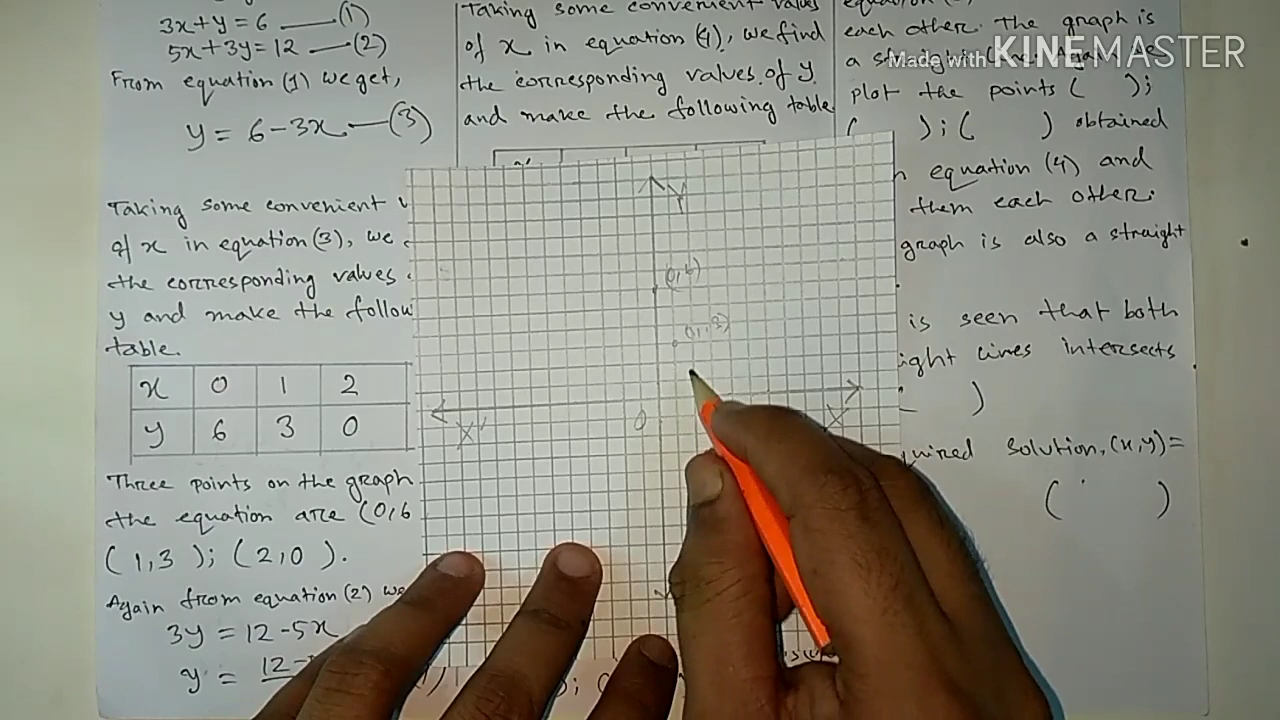 3x+y=6 —(1)
5x+3y=12 —(2)
From equation (1) we get,
y = 6-3x —(3)
Taking some convenient
of x in equation (3), we
the corresponding values
y and make the follow
table.
x 0 1 2
y 6 3 0
Three points on the graph
the equation are (0,6
(1,3 ); (2,0 ).
Again from equation (2) we
3y = 12-5x
y = 12-
Taking some convenient values
of x in equation (4), we find
the corresponding values of y
and make the following table
each other. The graph is
a
Made with KINEMASTER
plot the points ( );
( ); ( ) obtained
equation (4) and
them each other.
graph is also a straight
is seen that both
ight lines intersects
( )
quired solution, (x,y)=
( )
Y
(0,6)
(1,3)
X' O X